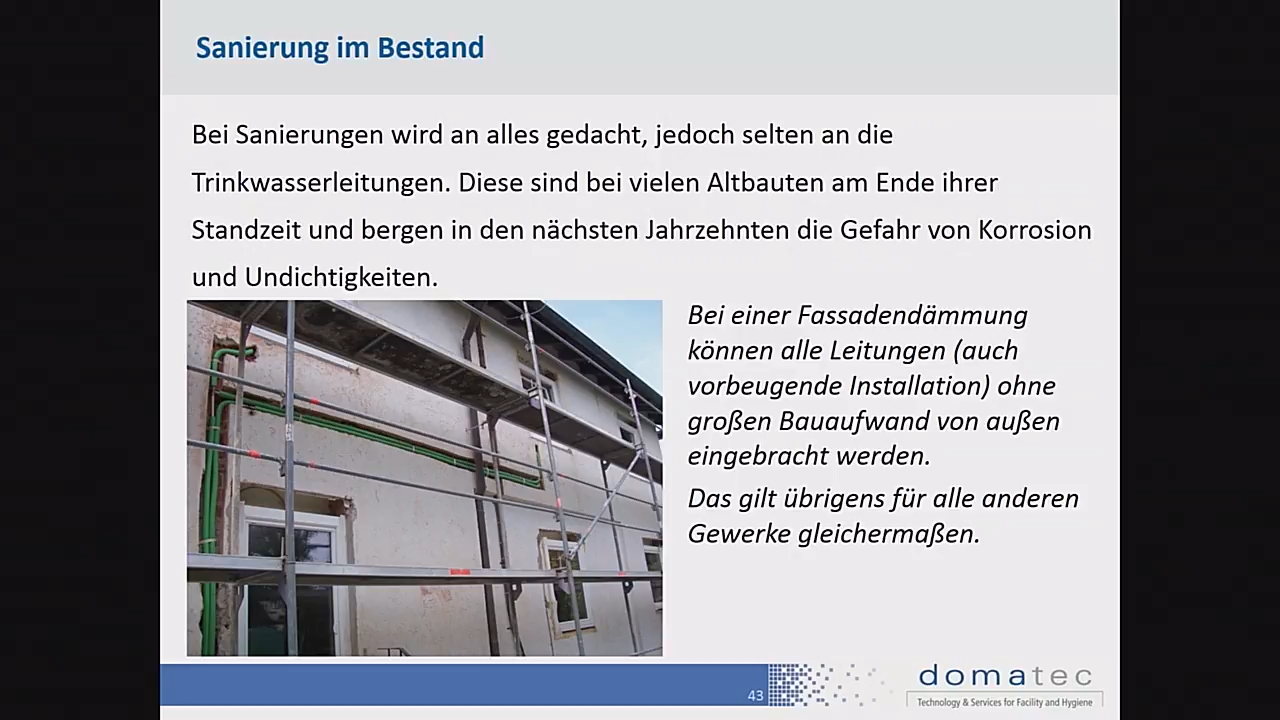 Sanierung im Bestand
Bei Sanierungen wird an alles gedacht, jedoch selten an die
Trinkwasserleitungen. Diese sind bei vielen Altbauten am Ende ihrer
Standzeit und bergen in den nächsten Jahrzehnten die Gefahr von Korrosion
und Undichtigkeiten.
Bei einer Fassadendämmung
können alle Leitungen (auch
vorbeugende Installation) ohne
großen Bauaufwand von außen
eingebracht werden.
Das gilt übrigens für alle anderen
Gewerke gleichermaßen.
43
domatec
Technology & Services for Facility and Hygiene